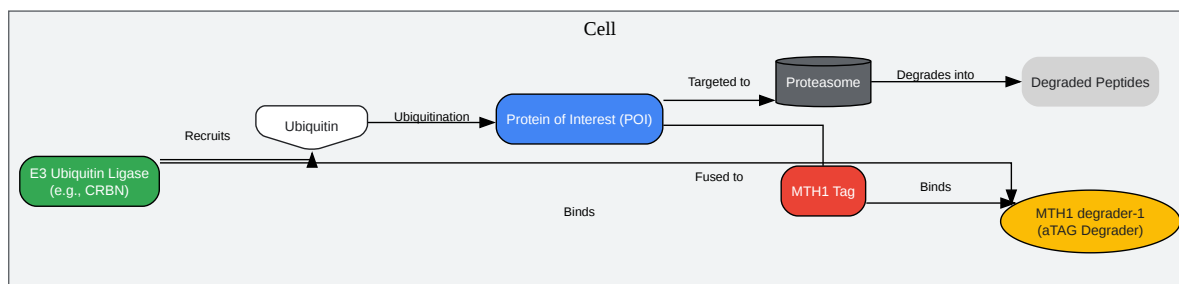 Cell
Proteasome
Degrades into
Degraded Peptides
Targeted to
Protein of Interest (POI)
Ubiquitination
Ubiquitin
Recruits
E3 Ubiquitin Ligase
(e.g., CRBN)
Fused to
MTH1 Tag
Binds
Binds
MTH1 degrader-1
(aTAG Degrader)